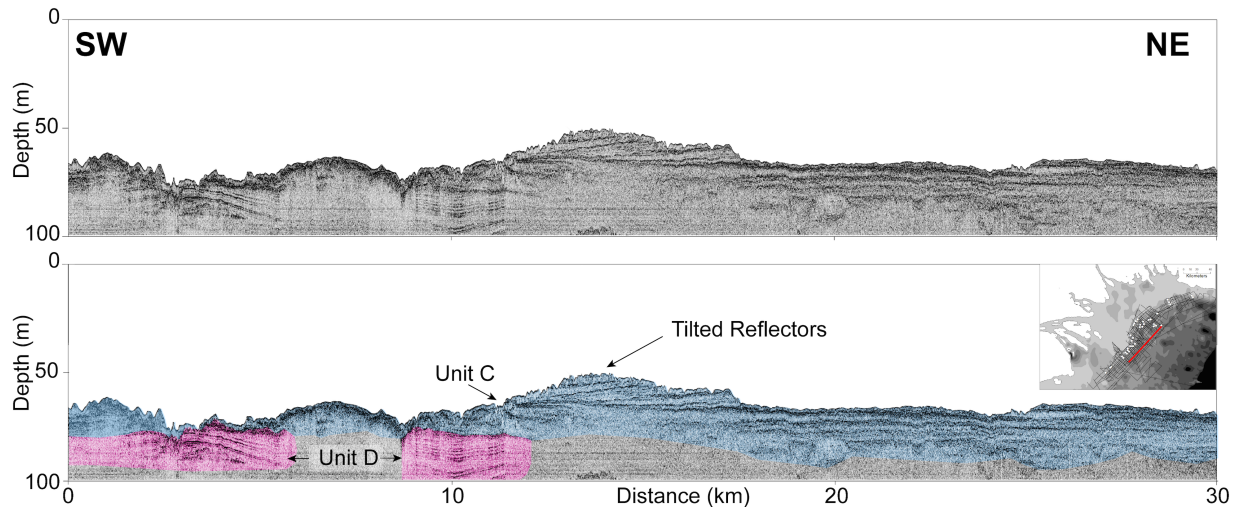 0
SW
NE
50
Depth (m)
100
0
Kilometers
Tilted Reflectors
50
Unit C
Depth (m)
Unit D
100
0
10
Distance (km)
20
30